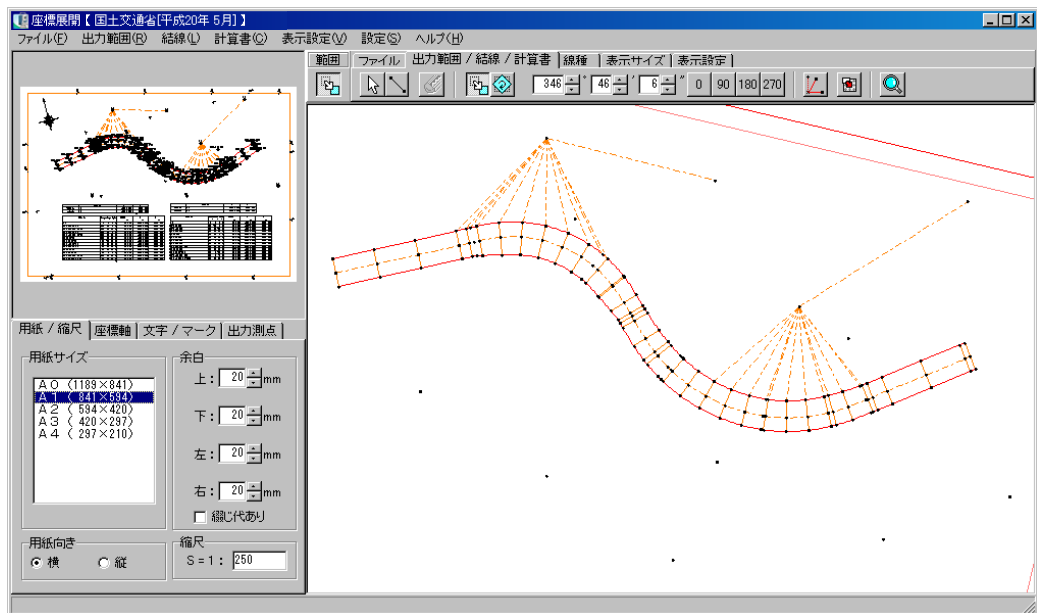 座標展開【 国土交通省[平成20年 5月] 】
ファイル(F) 出力範囲(R) 結線(L) 計算書(C) 表示設定(V) 設定(S) ヘルプ(H)
範囲 ファイル 出力範囲 / 結線 / 計算書 線種 表示サイズ 表示設定
346 ° 46 ′ 6 ″ 0 90 180 270
用紙 / 縮尺 座標軸 文字 / マーク 出力測点
用紙サイズ
A0 (1189×841)
A1 ( 841×594)
A2 ( 594×420)
A3 ( 420×297)
A4 ( 297×210)
余白
上: 20 mm
下: 20 mm
左: 20 mm
右: 20 mm
綴じ代あり
用紙向き
横 縦
縮尺
S=1: 250